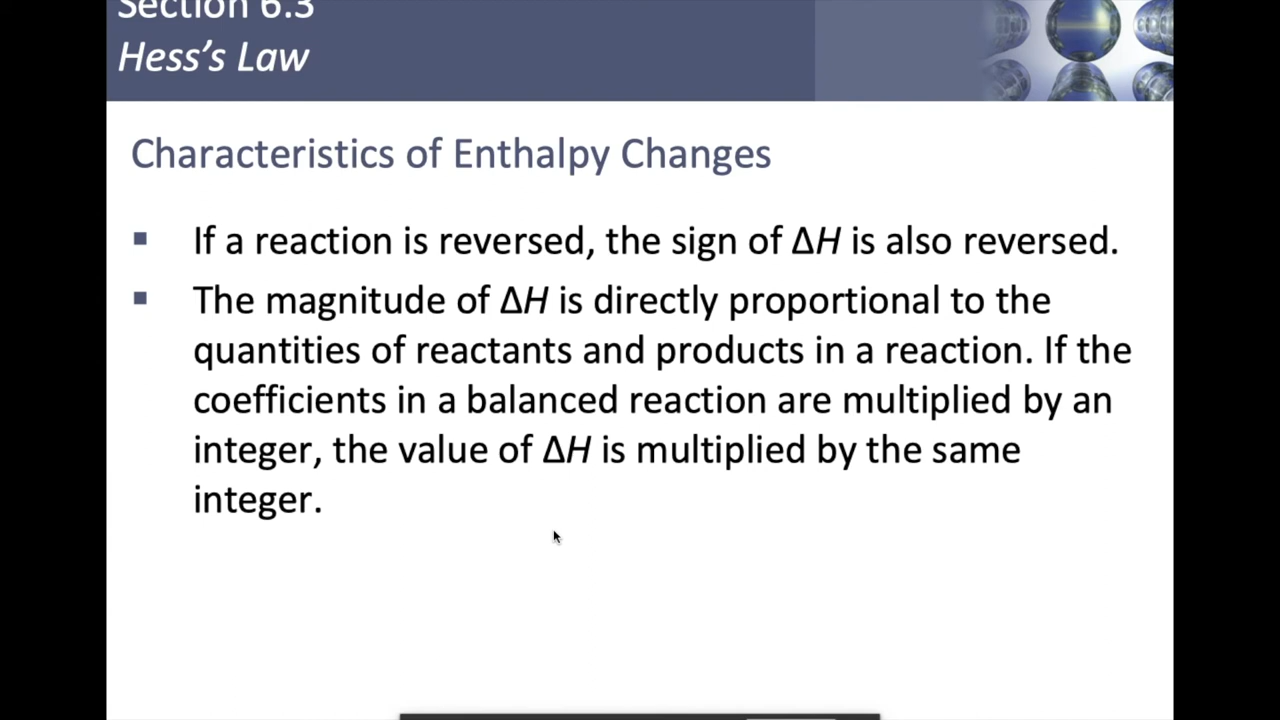 Section 6.3
Hess's Law
Characteristics of Enthalpy Changes
▪ If a reaction is reversed, the sign of ΔH is also reversed.
▪ The magnitude of ΔH is directly proportional to the
quantities of reactants and products in a reaction. If the
coefficients in a balanced reaction are multiplied by an
integer, the value of ΔH is multiplied by the same
integer.